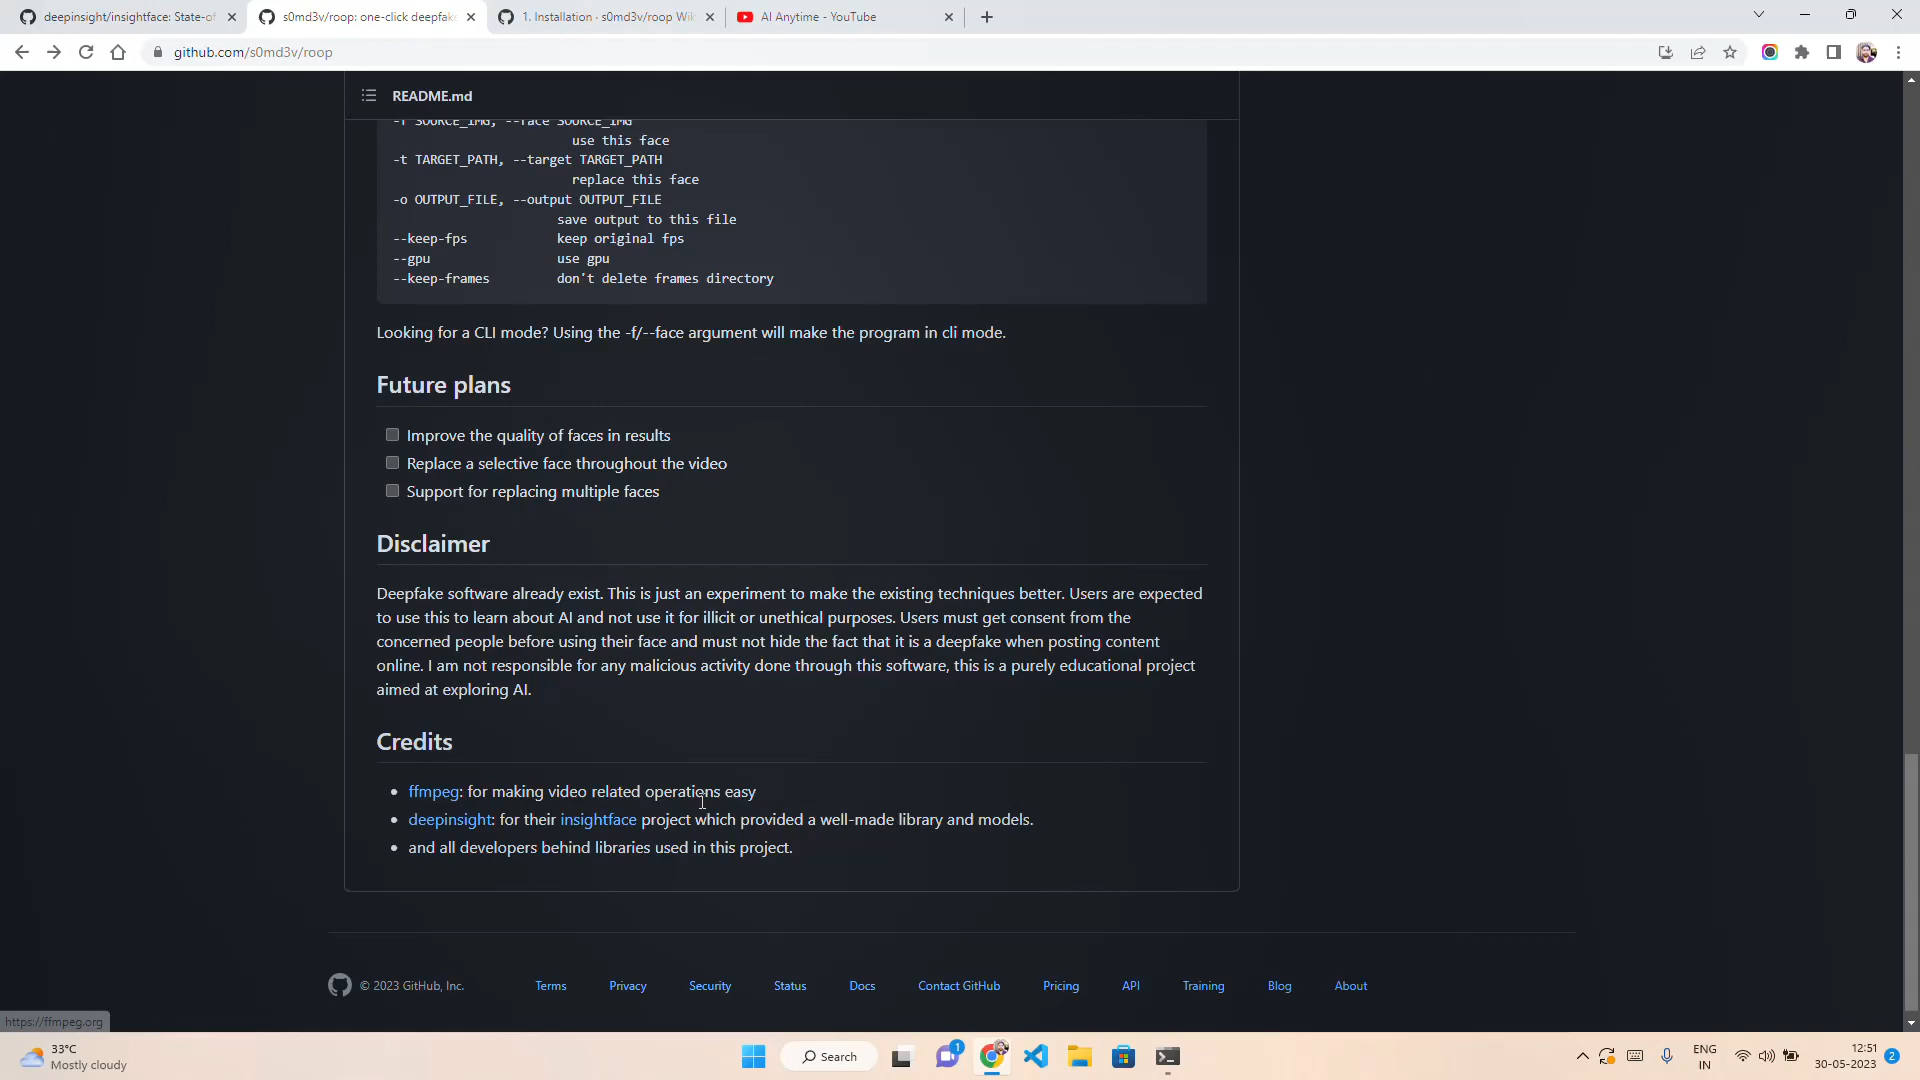 deepinsight/insightface: State-of
s0md3v/roop: one-click deepfake
1. Installation · s0md3v/roop Wik
AI Anytime - YouTube
github.com/s0md3v/roop
README.md
-f SOURCE_IMG, --face SOURCE_IMG
use this face
-t TARGET_PATH, --target TARGET_PATH
replace this face
-o OUTPUT_FILE, --output OUTPUT_FILE
save output to this file
--keep-fps keep original fps
--gpu use gpu
--keep-frames don't delete frames directory
Looking for a CLI mode? Using the -f/--face argument will make the program in cli mode.
Future plans
Improve the quality of faces in results
Replace a selective face throughout the video
Support for replacing multiple faces
Disclaimer
Deepfake software already exist. This is just an experiment to make the existing techniques better. Users are expected
to use this to learn about AI and not use it for illicit or unethical purposes. Users must get consent from the
concerned people before using their face and must not hide the fact that it is a deepfake when posting content
online. I am not responsible for any malicious activity done through this software, this is a purely educational project
aimed at exploring AI.
Credits
ffmpeg: for making video related operations easy
deepinsight: for their insightface project which provided a well-made library and models.
and all developers behind libraries used in this project.
© 2023 GitHub, Inc.
Terms
Privacy
Security
Status
Docs
Contact GitHub
Pricing
API
Training
Blog
About
https://ffmpeg.org
33°C
Mostly cloudy
Search
1
ENG
IN
12:51
30-05-2023
2